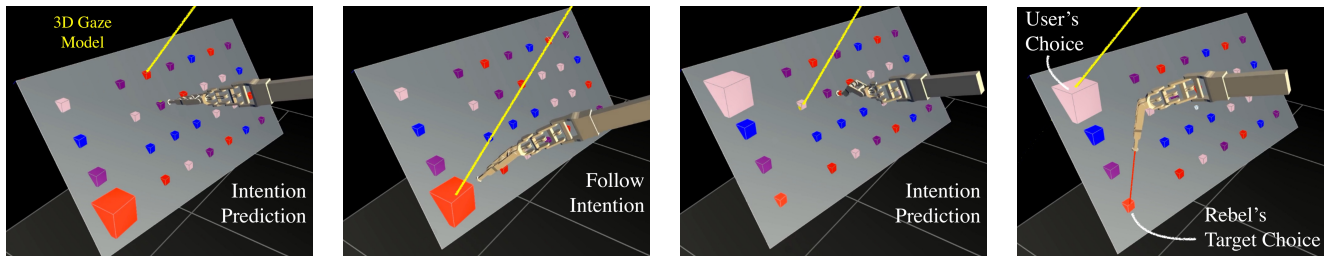 3D Gaze
Model
Intention
Prediction
Follow
Intention
Intention
Prediction
User's
Choice
Rebel's
Target Choice